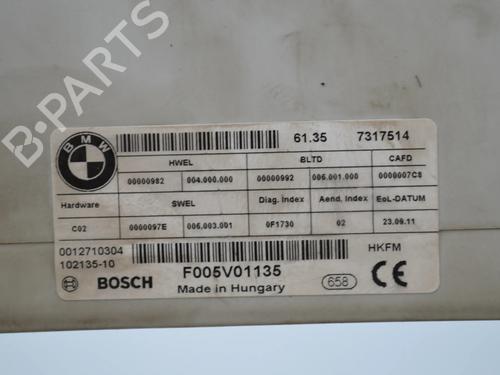 B-PARTS
BMW
61.35 7317514
HWEL BLTD CAFD
00000982 004.000.000 00000992 006.001.000 000007C8
Hardware SWEL Diag. Index Aend. Index EoL-DATUM
C02 0000097E 006.003.001 0F1730 02 23.09.11
0012710304
102135-10
HKFM
BOSCH F005V01135
Made in Hungary 658 CE